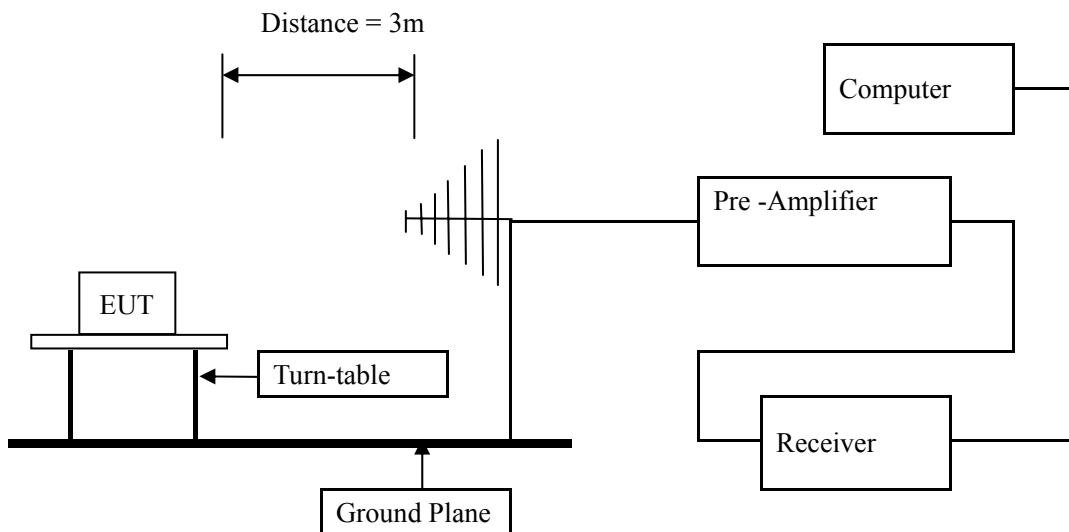 Distance = 3m
Computer
Pre -Amplifier
EUT
Turn-table
Receiver
Ground Plane